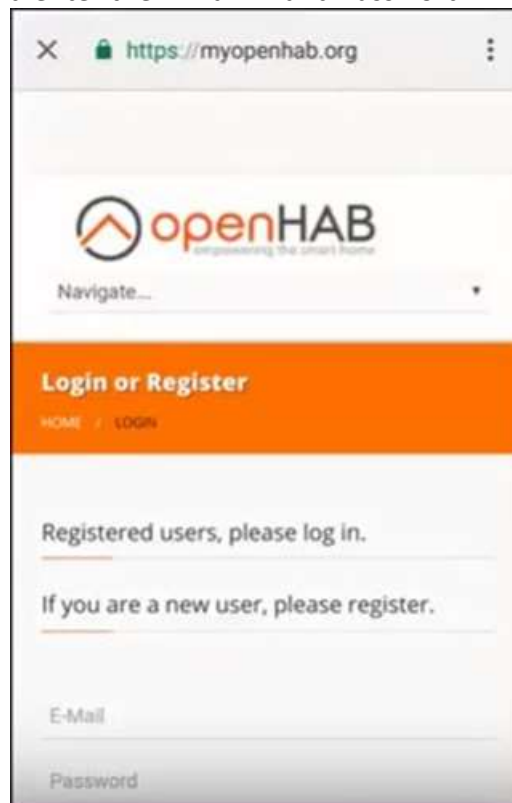 https://myopenhab.org
openHAB
empowering the smart home
Navigate...
Login or Register
HOME / LOGIN
Registered users, please log in.
If you are a new user, please register.
E-Mail
Password